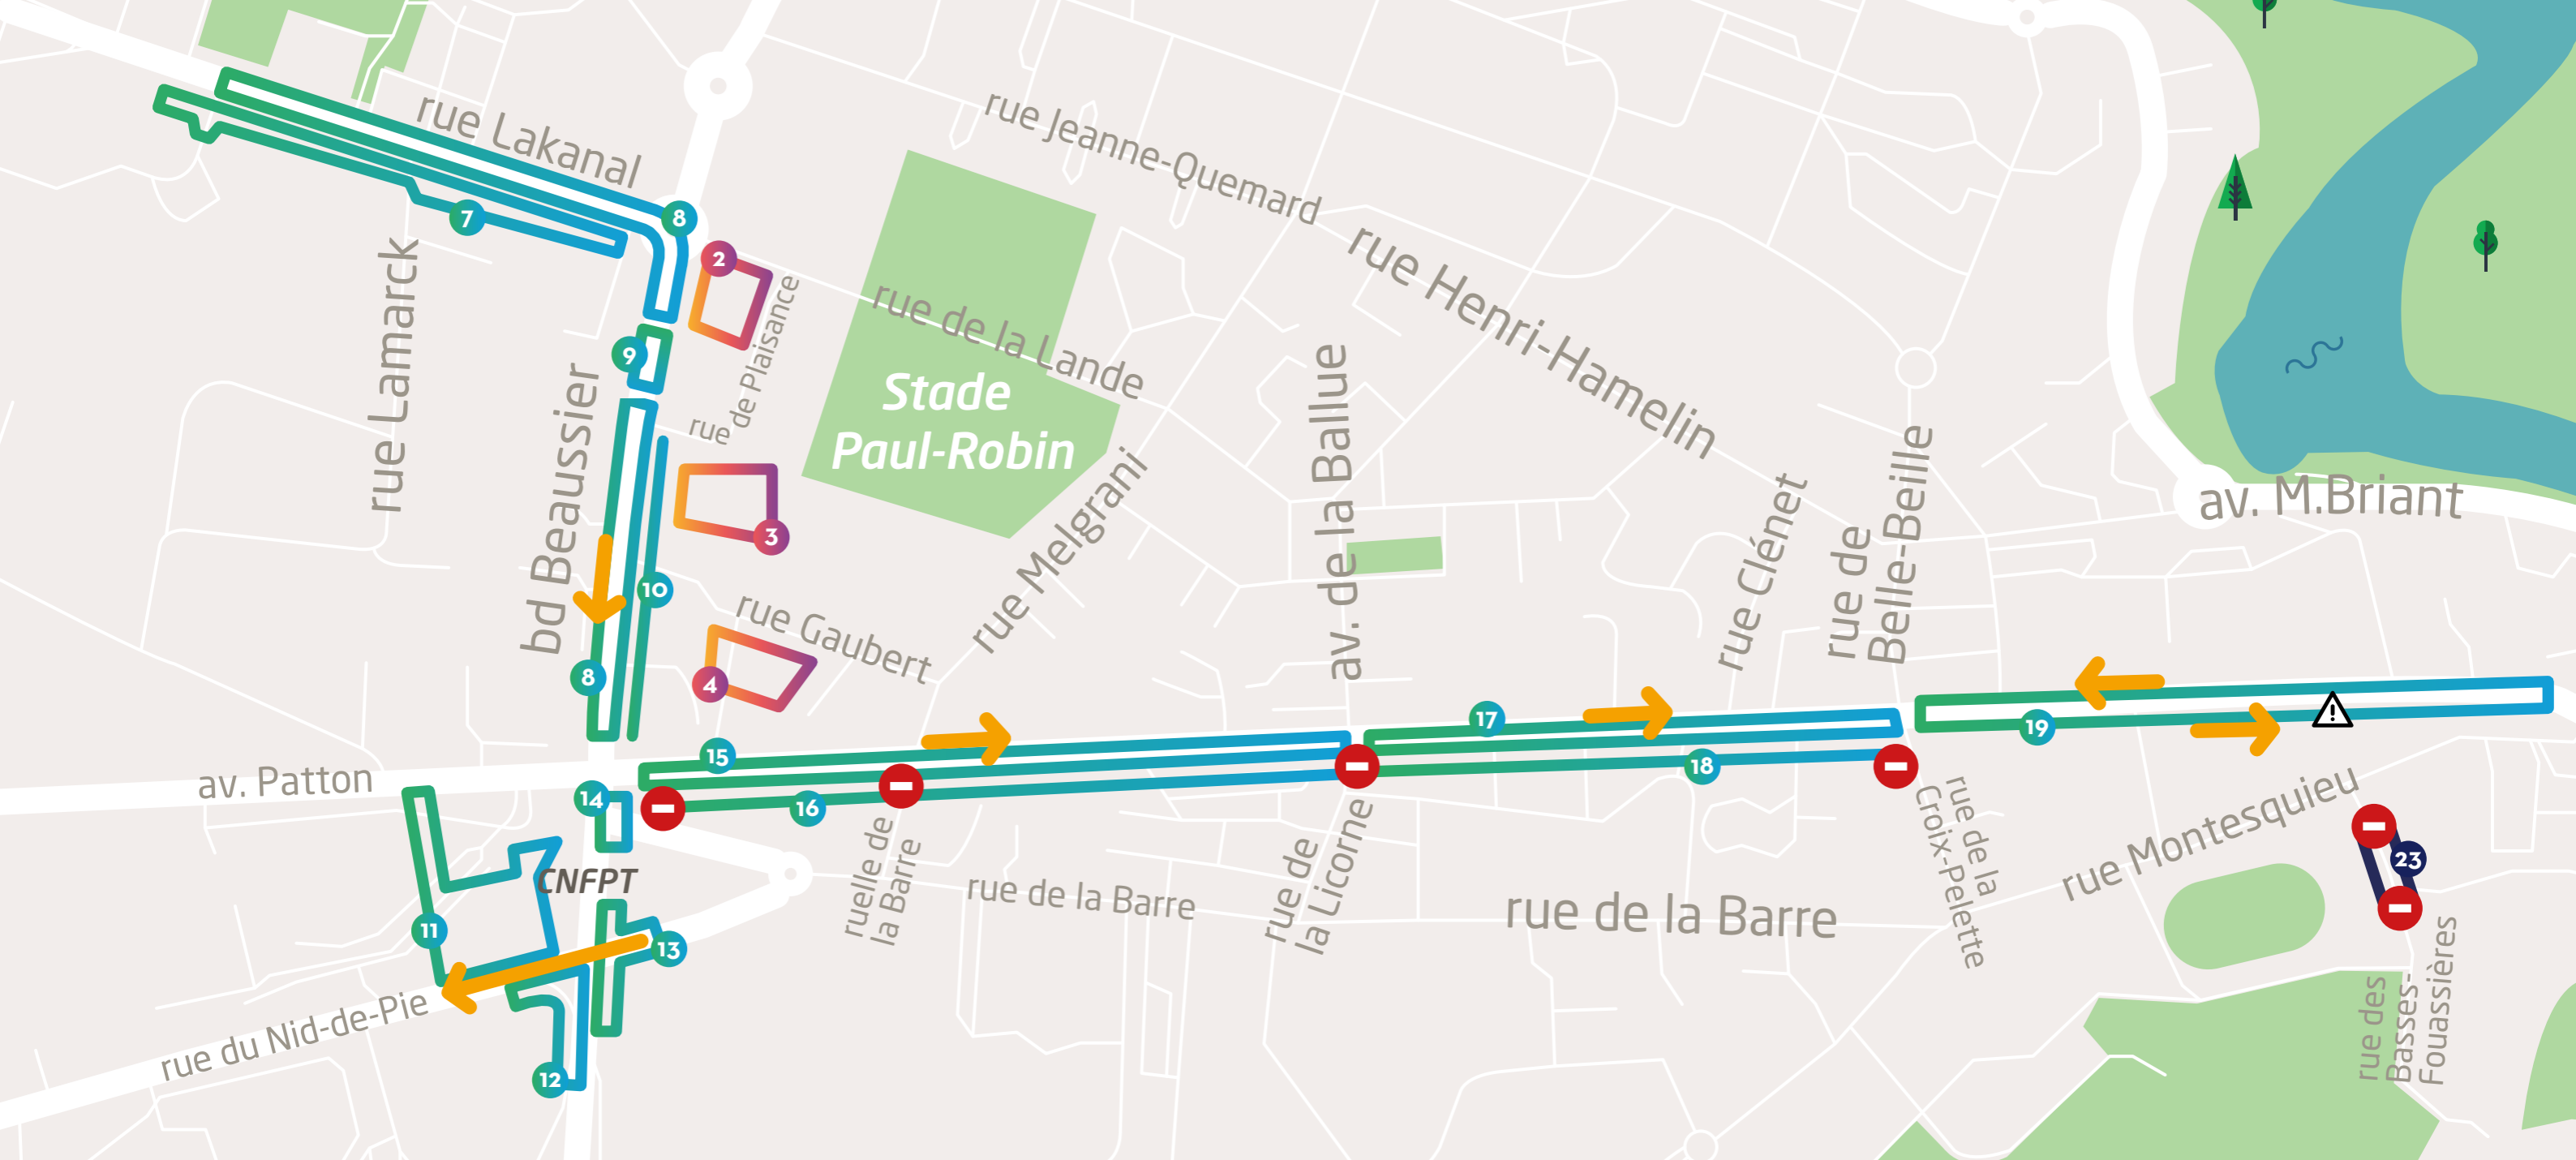 rue Lakanal
rue Jeanne-Quemard
7
8
2
rue Lamarck
rue de Plaisance
rue de la Lande
rue Henri-Hamelin
9
bd Beaussier
Stade
Paul-Robin
av. de la Ballue
rue Melgrani
3
10
rue Clénet
rue de
Belle-Beille
av. M.Briant
rue Gaubert
8
4
av. Patton
15
17
19
14
16
18
CNFPT
ruelle de
la Barre
rue de la Barre
rue de
la Licorne
rue de la Barre
rue de la
Croix-Pelette
rue Montesquieu
23
11
13
rue du Nid-de-Pie
12
rue des
Basses-
Fouassières